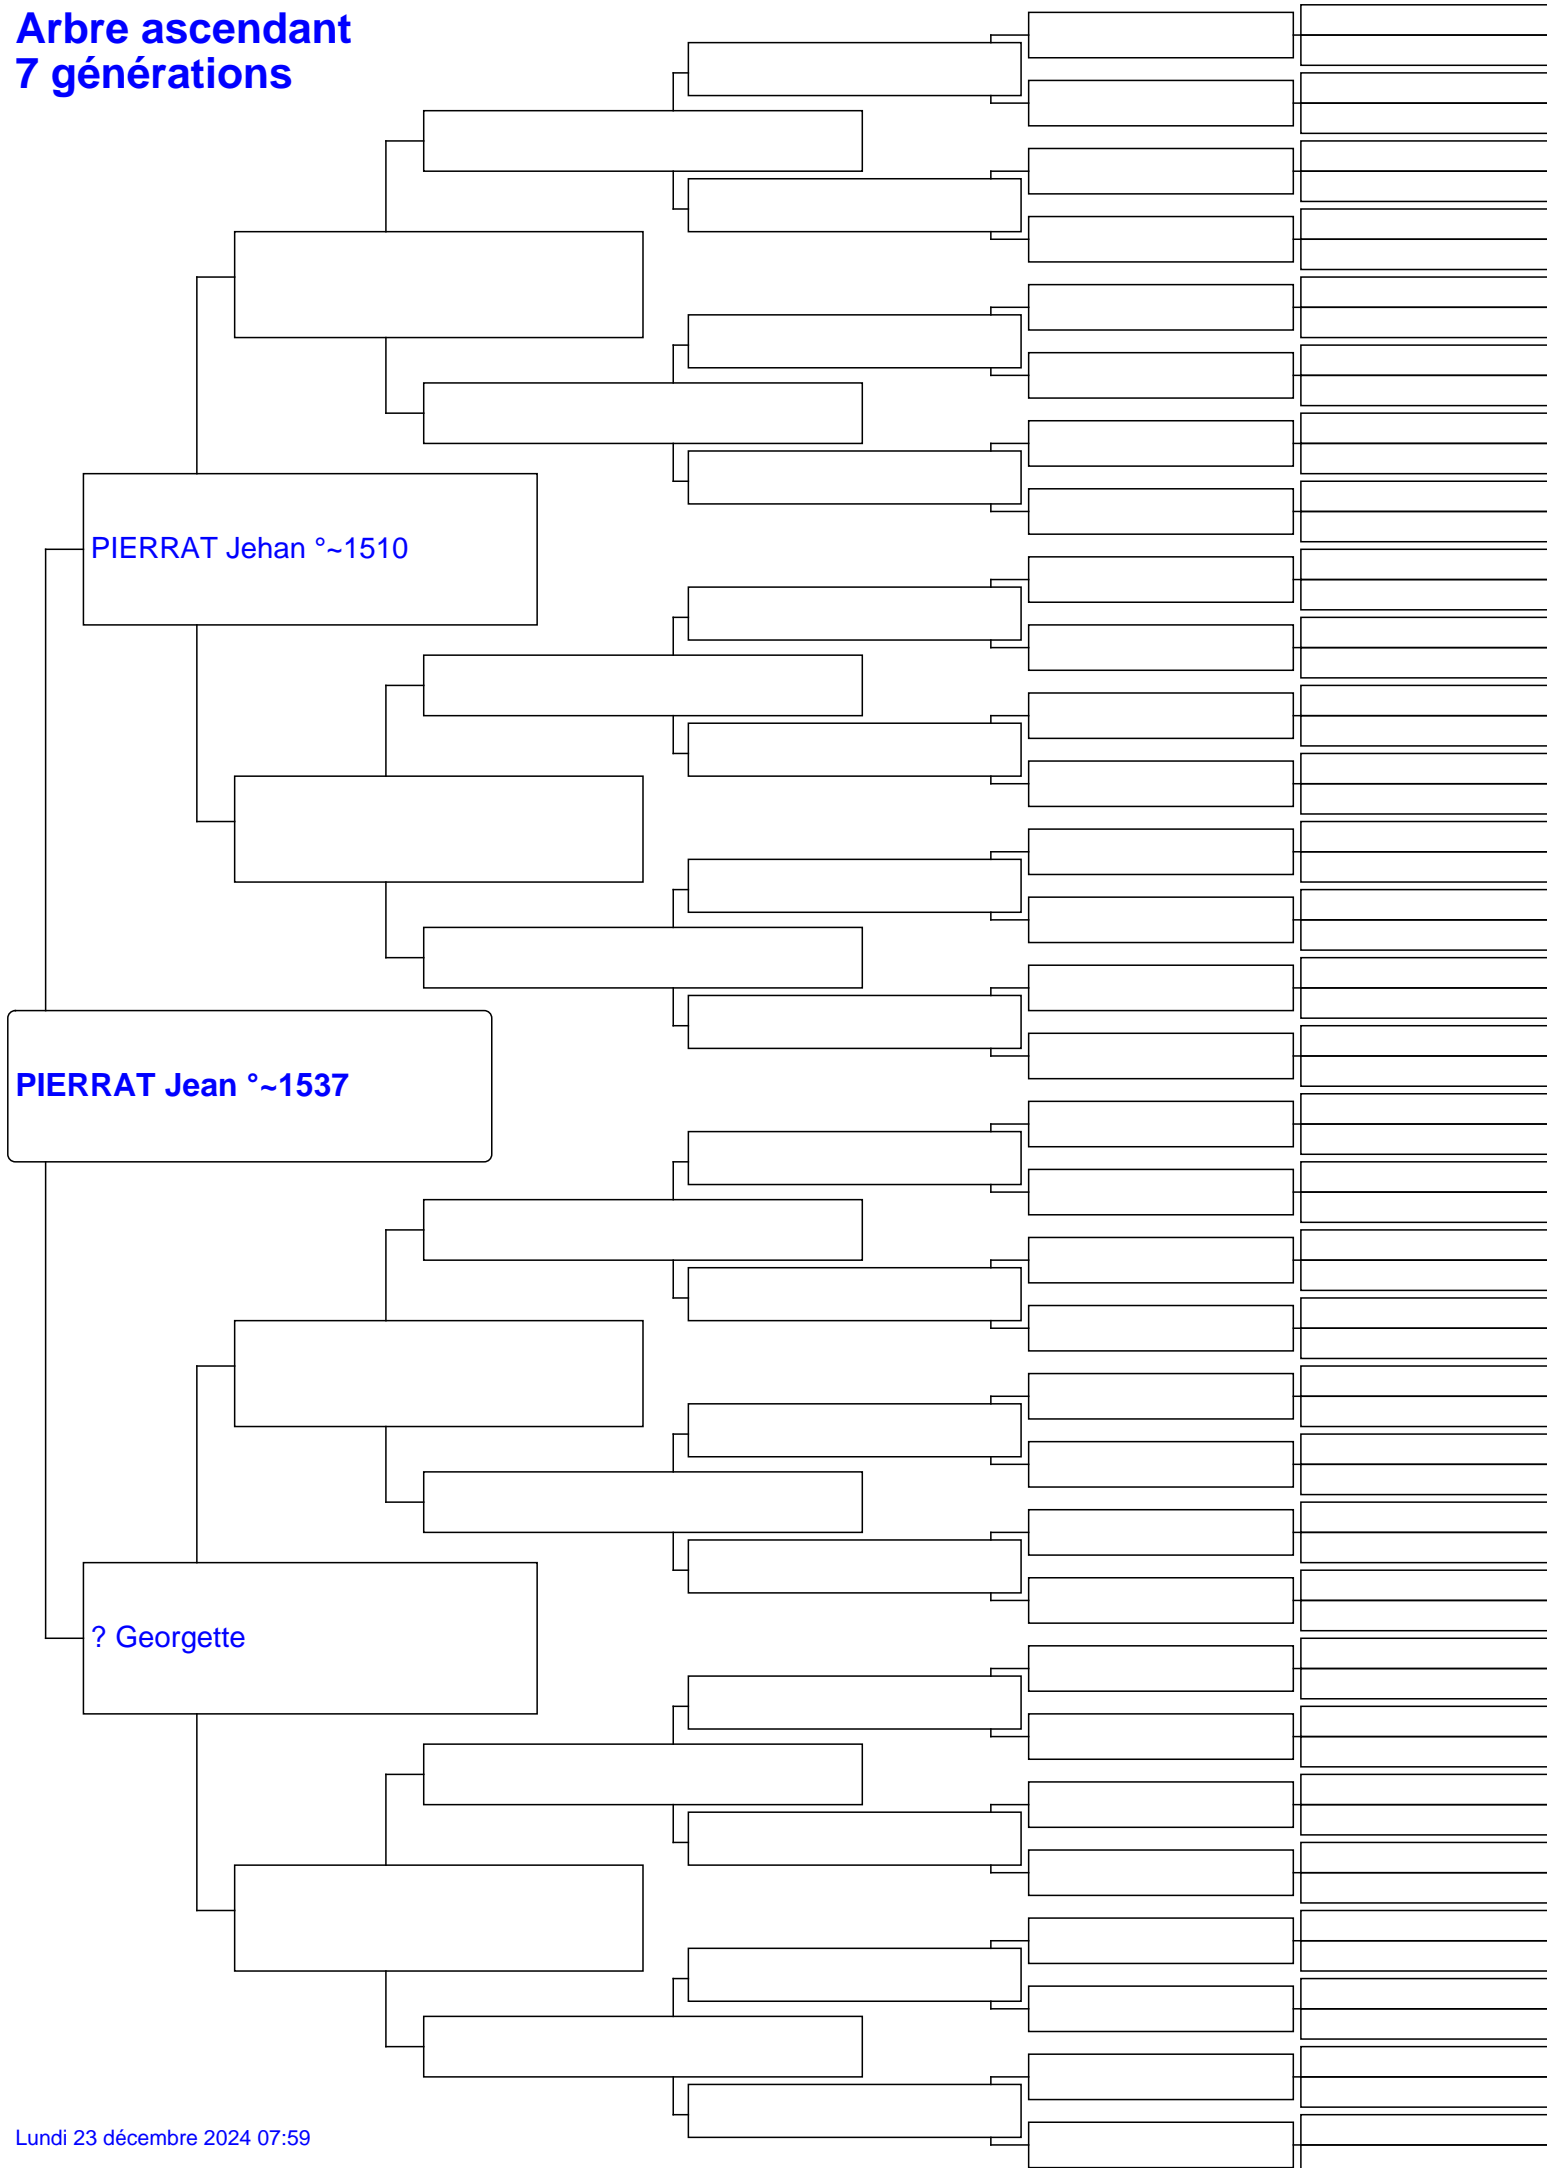 Arbre ascendant
7 générations
PIERRAT Jehan °~1510
PIERRAT Jean °~1537
? Georgette
Lundi 23 décembre 2024 07:59